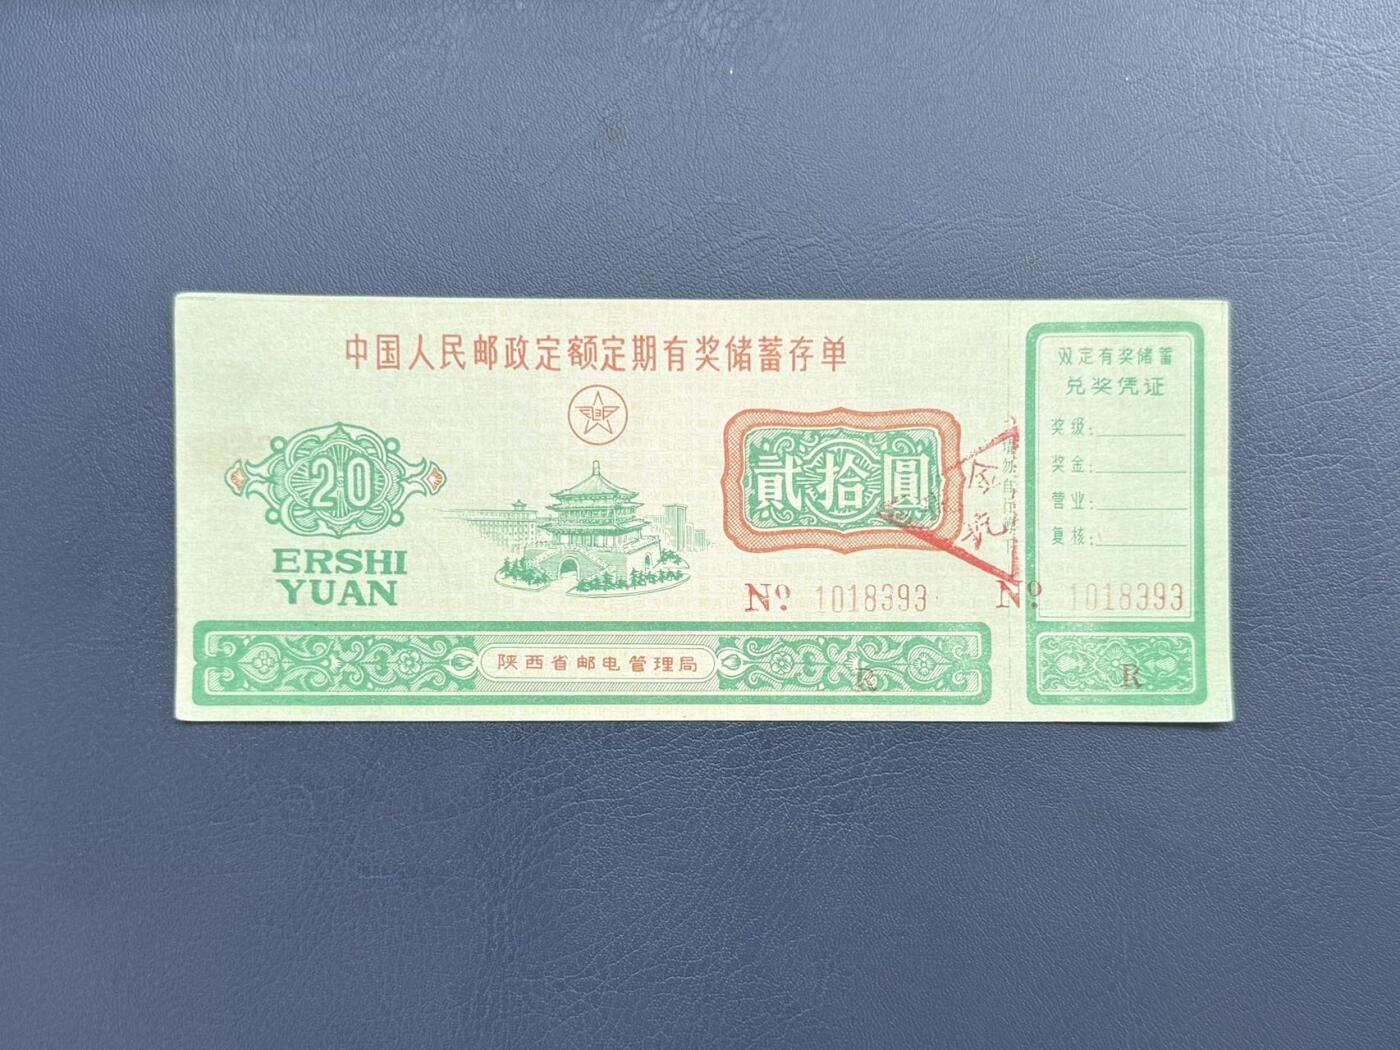 中国人民邮政定额定期有奖储蓄存单
20
ERSHI
YUAN
貳拾圓
Nº 1018393
陕西省邮电管理局
R
双定有奖储蓄
兑奖凭证
奖级:
奖金:
营业:
复核:
Nº 1018393
R